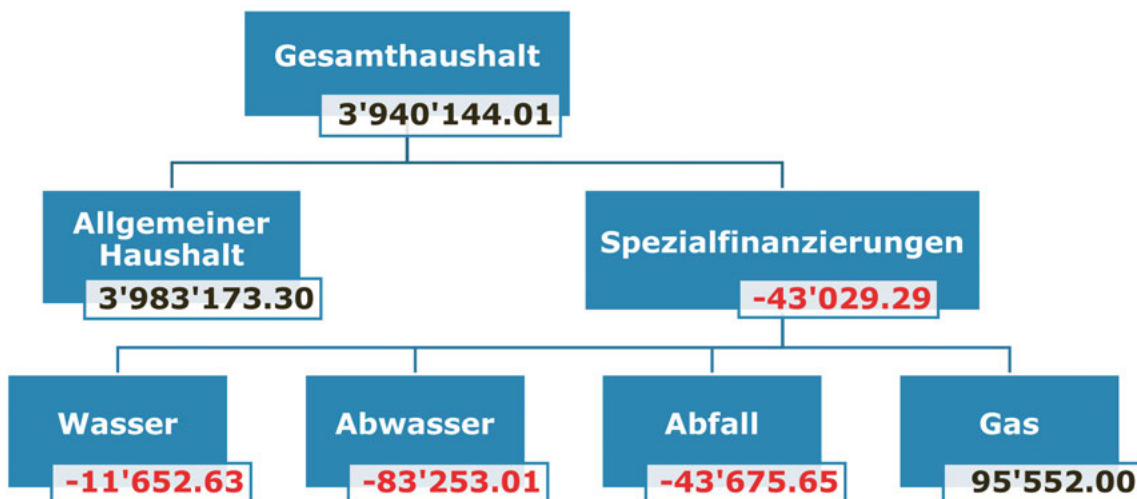 Gesamthaushalt
3'940'144.01
Allgemeiner
Haushalt
3'983'173.30
Spezialfinanzierungen
-43'029.29
Wasser
-11'652.63
Abwasser
-83'253.01
Abfall
-43'675.65
Gas
95'552.00